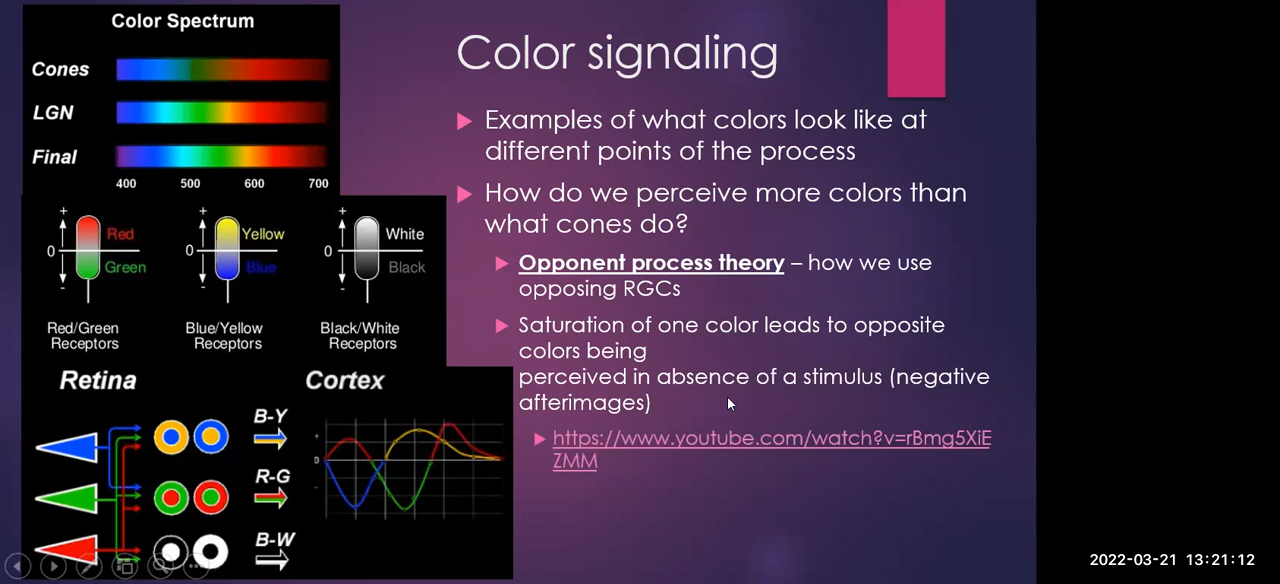 Color Spectrum
Cones
LGN
Final
400 500 600 700
+ + +
Red Yellow White
0 0 0
Green Blue Black
- - -
Red/Green Blue/Yellow Black/White
Receptors Receptors Receptors
Retina Cortex
B-Y
+
0
-
R-G
B-W
Color signaling
Examples of what colors look like at
different points of the process
How do we perceive more colors than
what cones do?
Opponent process theory – how we use
opposing RGCs
Saturation of one color leads to opposite
colors being
perceived in absence of a stimulus (negative
afterimages)
https://www.youtube.com/watch?v=rBmg5XiE
ZMM
2022-03-21 13:21:12